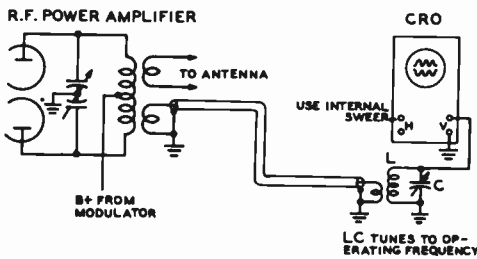 R.F. POWER AMPLIFIER
CRO
TO ANTENNA
USE INTERNAL
SWEEP
H
V
L
C
B+ FROM
MODULATOR
LC TUNES TO OP-
ERATING FREQUENCY